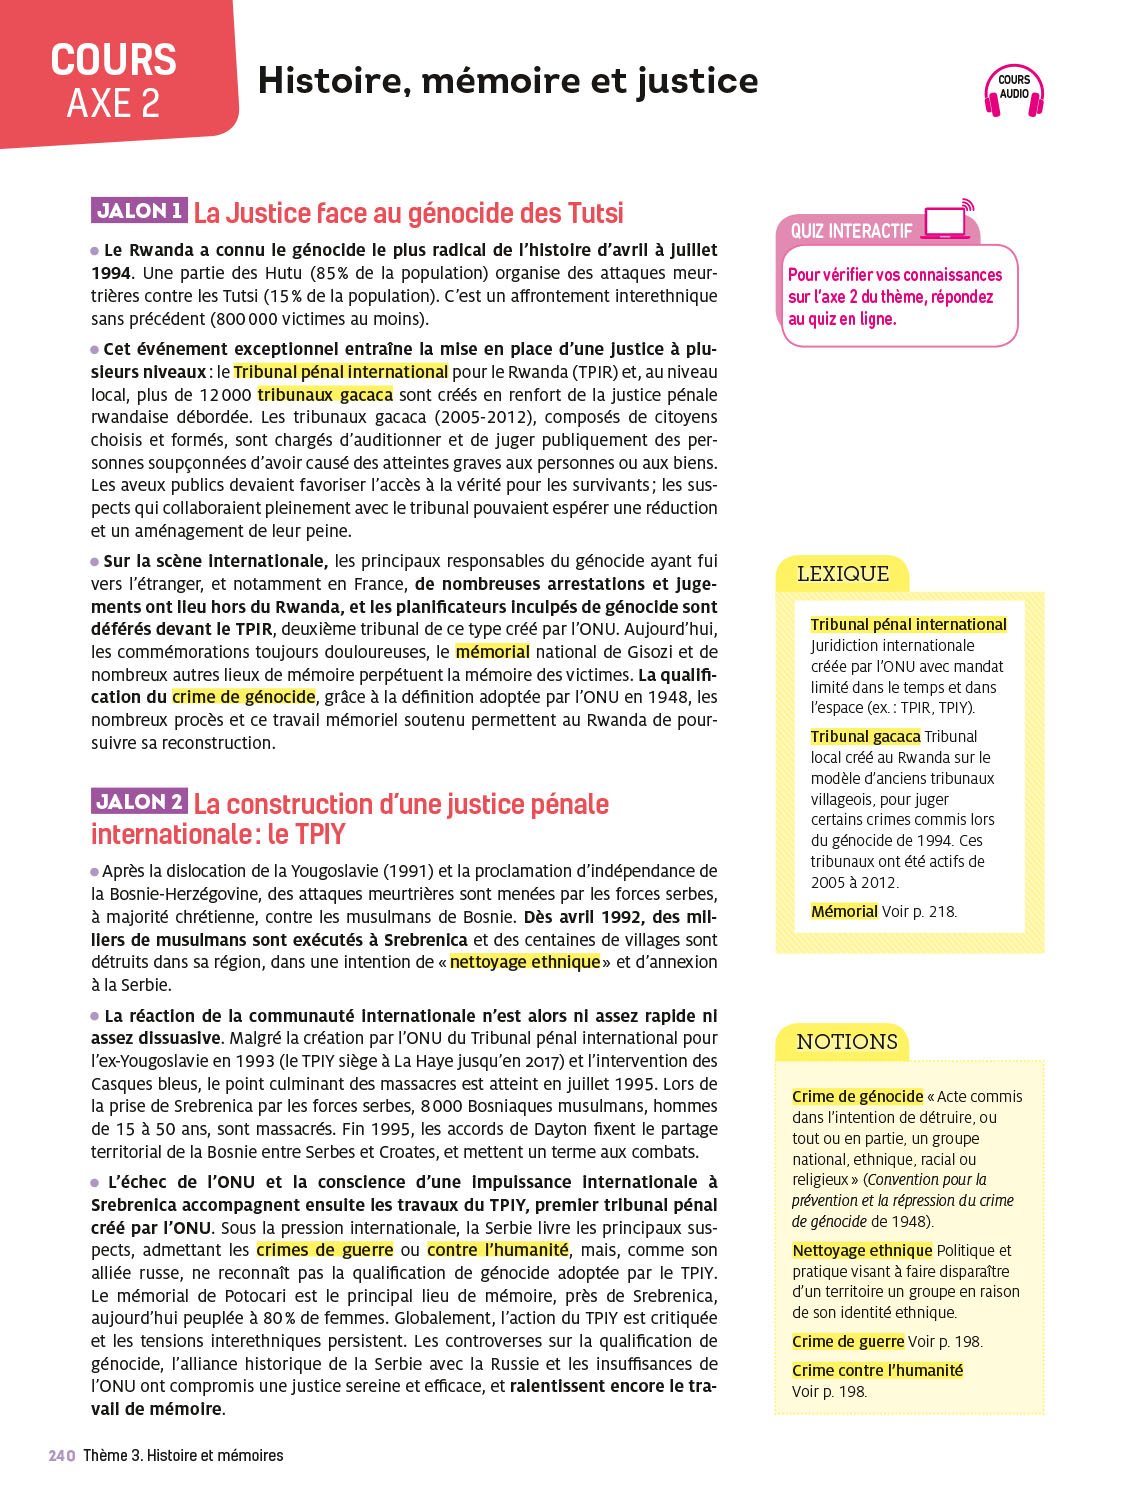 COURS
AXE 2
Histoire, mémoire et justice
COURS
AUDIO
JALON 1 La Justice face au génocide des Tutsi
• Le Rwanda a connu le génocide le plus radical de l'histoire d'avril à juillet
1994. Une partie des Hutu (85 % de la population) organise des attaques meur-
trières contre les Tutsi (15 % de la population). C'est un affrontement interethnique
sans précédent (800 000 victimes au moins).
• Cet événement exceptionnel entraîne la mise en place d'une justice à plu-
sieurs niveaux : le Tribunal pénal international pour le Rwanda (TPIR) et, au niveau
local, plus de 12 000 tribunaux gacaca sont créés en renfort de la justice pénale
rwandaise débordée. Les tribunaux gacaca (2005-2012), composés de citoyens
choisis et formés, sont chargés d'auditionner et de juger publiquement des per-
sonnes soupçonnées d'avoir causé des atteintes graves aux personnes ou aux biens.
Les aveux publics devaient favoriser l'accès à la vérité pour les survivants ; les sus-
pects qui collaboraient pleinement avec le tribunal pouvaient espérer une réduction
et un aménagement de leur peine.
• Sur la scène internationale, les principaux responsables du génocide ayant fui
vers l'étranger, et notamment en France, de nombreuses arrestations et juge-
ments ont lieu hors du Rwanda, et les planificateurs inculpés de génocide sont
déférés devant le TPIR, deuxième tribunal de ce type créé par l'ONU. Aujourd'hui,
les commémorations toujours douloureuses, le mémorial national de Gisozi et de
nombreux autres lieux de mémoire perpétuent la mémoire des victimes. La qualifi-
cation du crime de génocide, grâce à la définition adoptée par l'ONU en 1948, les
nombreux procès et ce travail mémoriel soutenu permettent au Rwanda de pour-
suivre sa reconstruction.
JALON 2 La construction d'une justice pénale
internationale : le TPIY
• Après la dislocation de la Yougoslavie (1991) et la proclamation d'indépendance de
la Bosnie-Herzégovine, des attaques meurtrières sont menées par les forces serbes,
à majorité chrétienne, contre les musulmans de Bosnie. Dès avril 1992, des mil-
liers de musulmans sont exécutés à Srebrenica et des centaines de villages sont
détruits dans sa région, dans une intention de « nettoyage ethnique » et d'annexion
à la Serbie.
• La réaction de la communauté internationale n'est alors ni assez rapide ni
assez dissuasive. Malgré la création par l'ONU du Tribunal pénal international pour
l'ex-Yougoslavie en 1993 (le TPIY siège à La Haye jusqu'en 2017) et l'intervention des
Casques bleus, le point culminant des massacres est atteint en juillet 1995. Lors de
la prise de Srebrenica par les forces serbes, 8 000 Bosniaques musulmans, hommes
de 15 à 50 ans, sont massacrés. Fin 1995, les accords de Dayton fixent le partage
territorial de la Bosnie entre Serbes et Croates, et mettent un terme aux combats.
• L'échec de l'ONU et la conscience d'une impuissance internationale à
Srebrenica accompagnent ensuite les travaux du TPIY, premier tribunal pénal
créé par l'ONU. Sous la pression internationale, la Serbie livre les principaux sus-
pects, admettant les crimes de guerre ou contre l'humanité, mais, comme son
alliée russe, ne reconnaît pas la qualification de génocide adoptée par le TPIY.
Le mémorial de Potocari est le principal lieu de mémoire, près de Srebrenica,
aujourd'hui peuplée à 80 % de femmes. Globalement, l'action du TPIY est critiquée
et les tensions interethniques persistent. Les controverses sur la qualification de
génocide, l'alliance historique de la Serbie avec la Russie et les insuffisances de
l'ONU ont compromis une justice sereine et efficace, et ralentissent encore le tra-
vail de mémoire.
QUIZ INTERACTIF
Pour vérifier vos connaissances
sur l'axe 2 du thème, répondez
au quiz en ligne.
LEXIQUE
Tribunal pénal international
Juridiction internationale
créée par l'ONU avec mandat
limité dans le temps et dans
l'espace (ex. : TPIR, TPIY).
Tribunal gacaca Tribunal
local créé au Rwanda sur le
modèle d'anciens tribunaux
villageois, pour juger
certains crimes commis lors
du génocide de 1994. Ces
tribunaux ont été actifs de
2005 à 2012.
Mémorial Voir p. 218.
NOTIONS
Crime de génocide « Acte commis
dans l'intention de détruire, ou
tout ou en partie, un groupe
national, ethnique, racial ou
religieux » (Convention pour la
prévention et la répression du crime
de génocide de 1948).
Nettoyage ethnique Politique et
pratique visant à faire disparaître
d'un territoire un groupe en raison
de son identité ethnique.
Crime de guerre Voir p. 198.
Crime contre l'humanité
Voir p. 198.
240 Thème 3. Histoire et mémoires